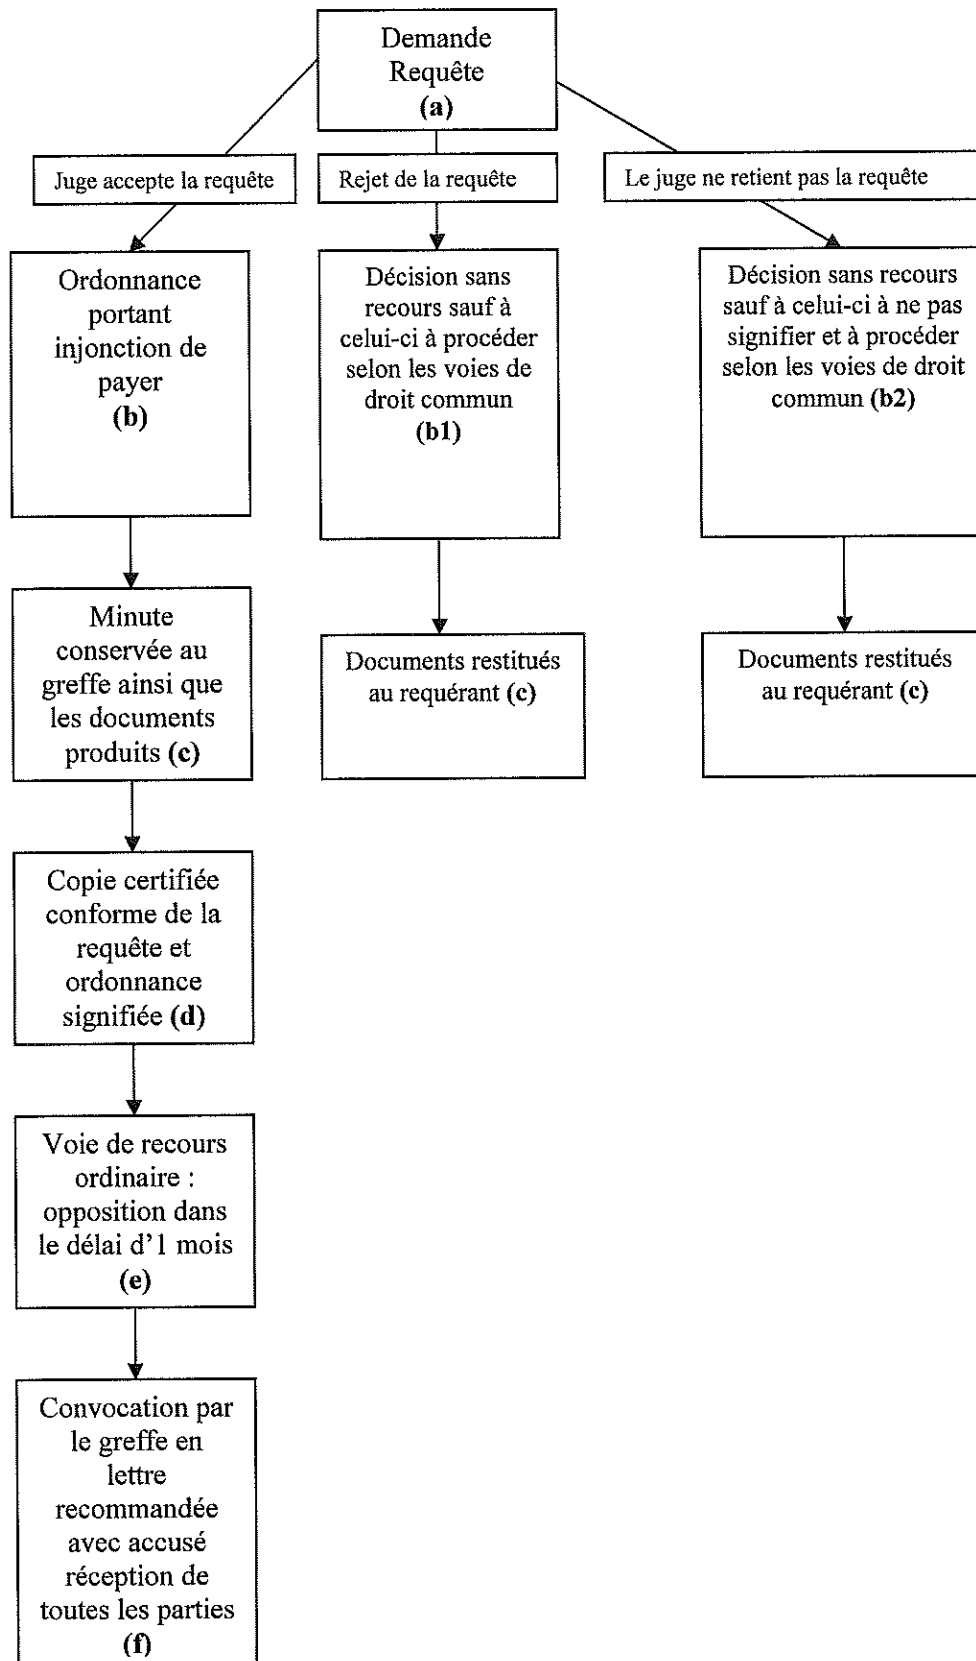 Demande
Requête
(a)
Juge accepte la requête
Rejet de la requête
Le juge ne retient pas la requête
Ordonnance
portant
injonction de
payer
(b)
Décision sans
recours sauf à
celui-ci à procéder
selon les voies de
droit commun
(b1)
Décision sans recours
sauf à celui-ci à ne pas
signifier et à procéder
selon les voies de droit
commun (b2)
Minute
conservée au
greffe ainsi que
les documents
produits (c)
Documents restitués
au requérant (c)
Documents restitués
au requérant (c)
Copie certifiée
conforme de la
requête et
ordonnance
signifiée (d)
Voie de recours
ordinaire :
opposition dans
le délai d'1 mois
(e)
Convocation par
le greffe en
lettre
recommandée
avec accusé
réception de
toutes les parties
(f)